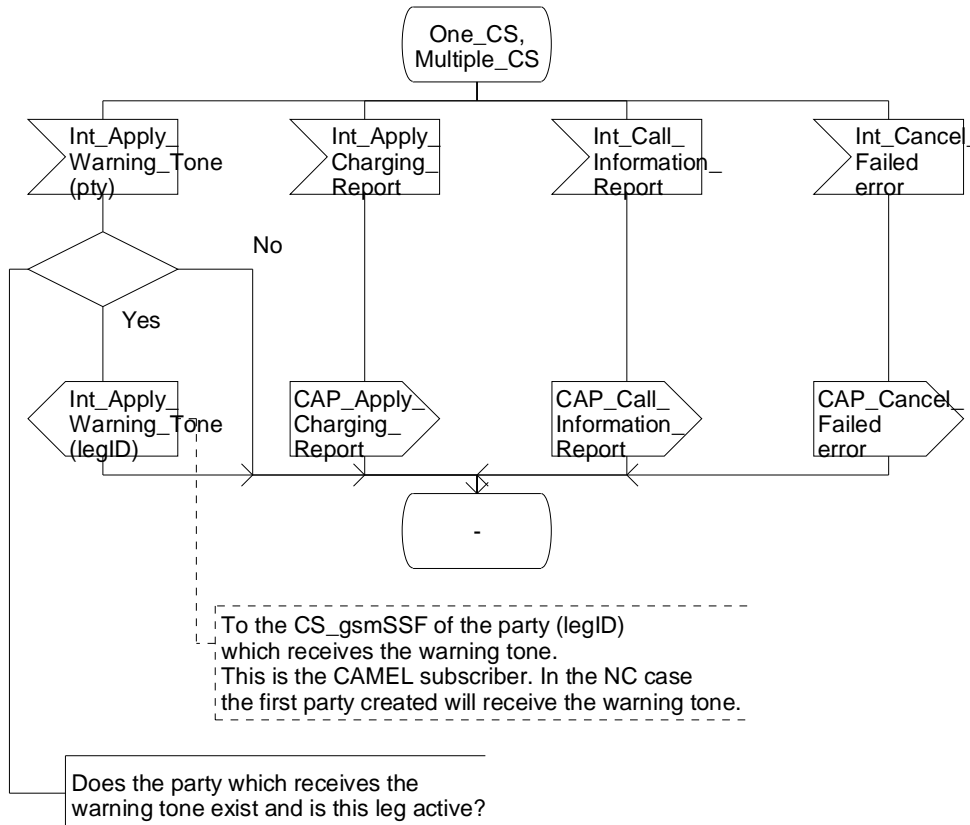 One_CS,
Multiple_CS
Int_Apply_
Warning_Tone
(pty)
Int_Apply_
Charging_
Report
Int_Call_
Information_
Report
Int_Cancel_
Failed
error
No
Yes
Int_Apply_
Warning_Tone
(legID)
CAP_Apply_
Charging_
Report
CAP_Call_
Information_
Report
CAP_Cancel_
Failed
error
-
To the CS_gsmSSF of the party (legID)
which receives the warning tone.
This is the CAMEL subscriber. In the NC case
the first party created will receive the warning tone.
Does the party which receives the
warning tone exist and is this leg active?